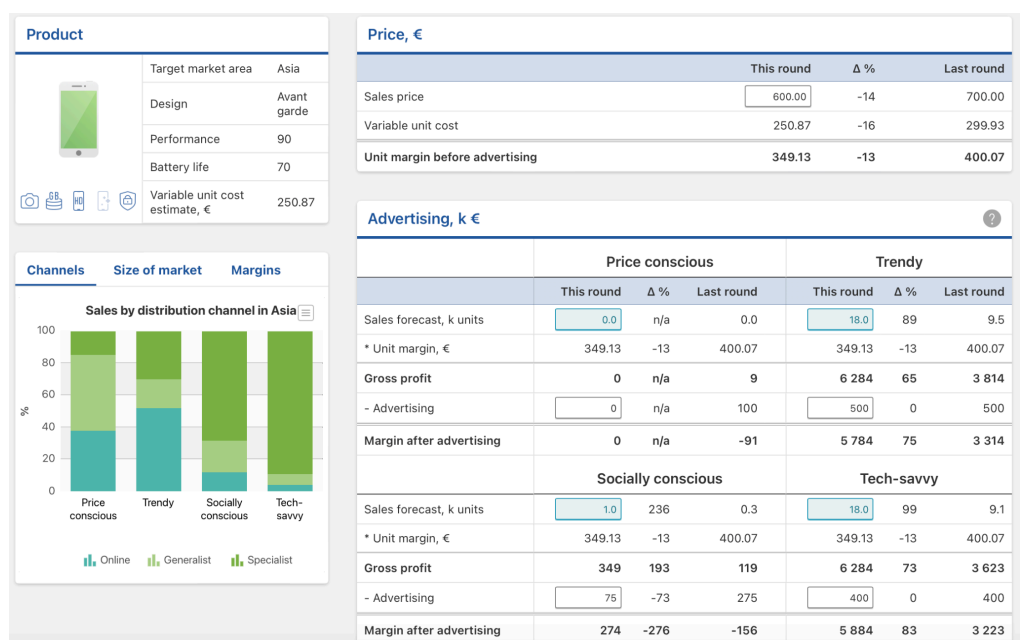 Product
Target market area Asia
Design Avant garde
Performance 90
Battery life 70
GB
HD
Variable unit cost estimate, € 250.87
Channels Size of market Margins
Sales by distribution channel in Asia
100
80
60
40
20
0
%
Price conscious Trendy Socially conscious Tech-savvy
Online Generalist Specialist
Price, €
This round Δ % Last round
Sales price 600.00 -14 700.00
Variable unit cost 250.87 -16 299.93
Unit margin before advertising 349.13 -13 400.07
Advertising, k € ?
Price conscious Trendy
This round Δ % Last round This round Δ % Last round
Sales forecast, k units 0.0 n/a 0.0 18.0 89 9.5
* Unit margin, € 349.13 -13 400.07 349.13 -13 400.07
Gross profit 0 n/a 9 6 284 65 3 814
- Advertising 0 n/a 100 500 0 500
Margin after advertising 0 n/a -91 5 784 75 3 314
Socially conscious Tech-savvy
Sales forecast, k units 1.0 236 0.3 18.0 99 9.1
* Unit margin, € 349.13 -13 400.07 349.13 -13 400.07
Gross profit 349 193 119 6 284 73 3 623
- Advertising 75 -73 275 400 0 400
Margin after advertising 274 -276 -156 5 884 83 3 223